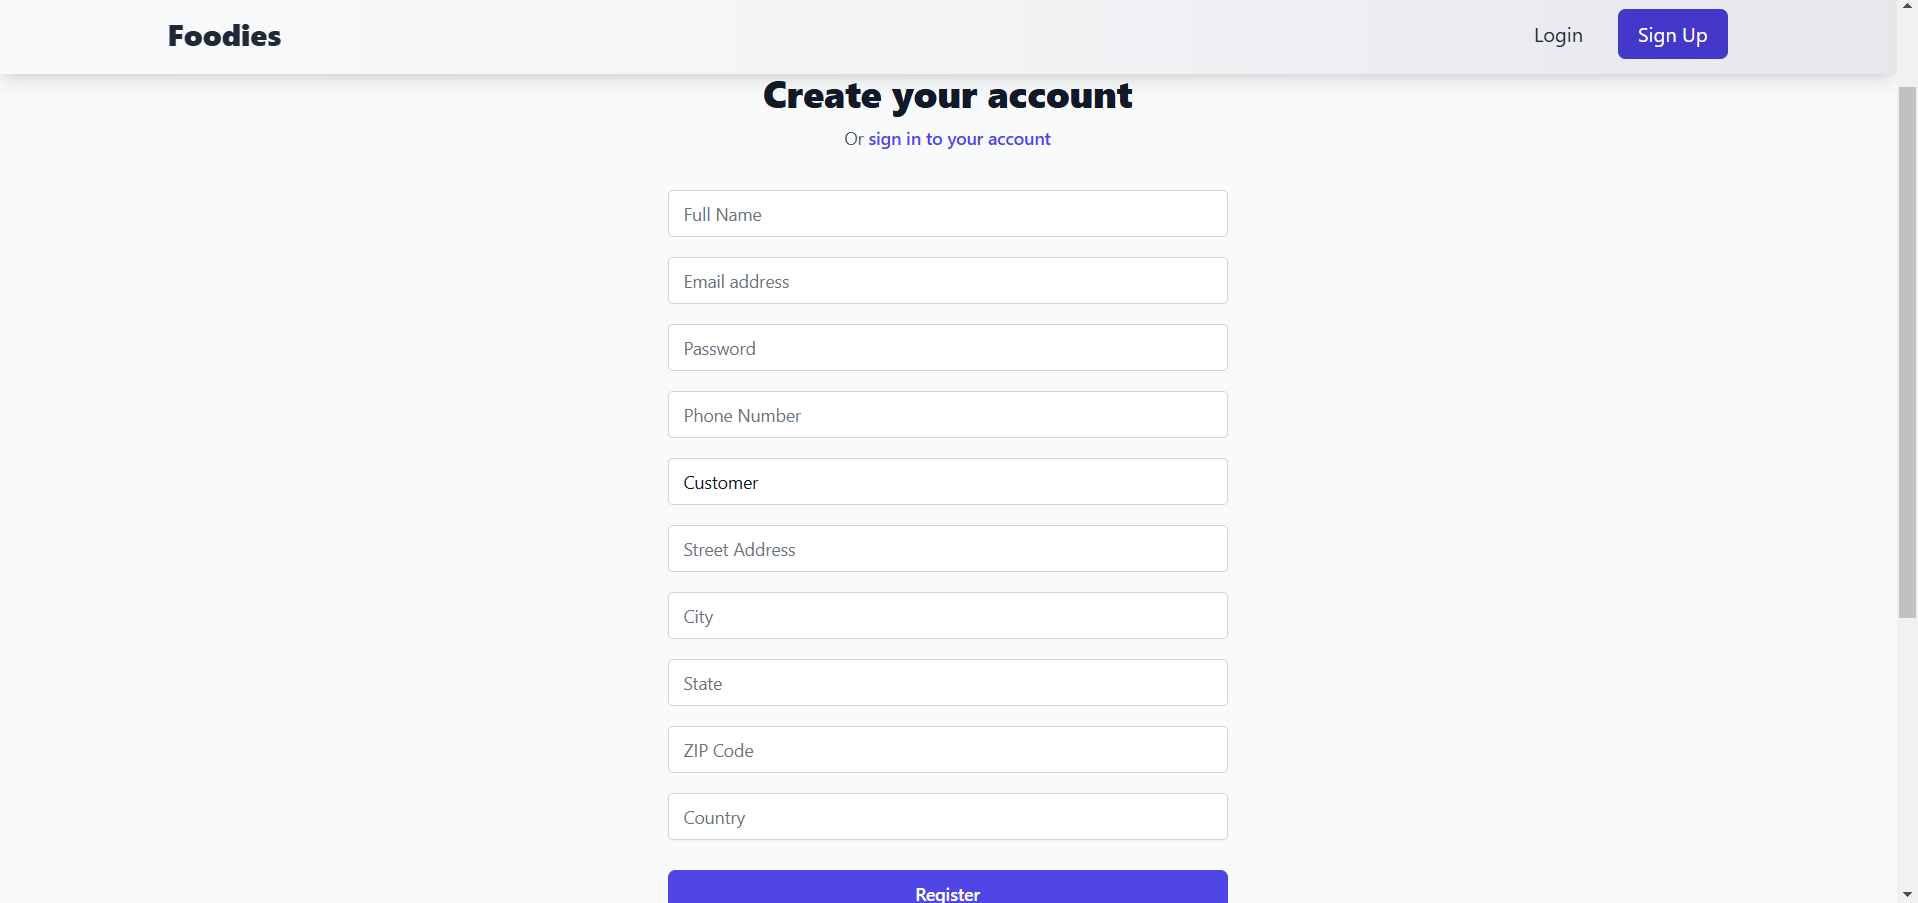 Foodies
Login
Sign Up
Create your account
Or sign in to your account
Full Name
Email address
Password
Phone Number
Customer
Street Address
City
State
ZIP Code
Country
Register